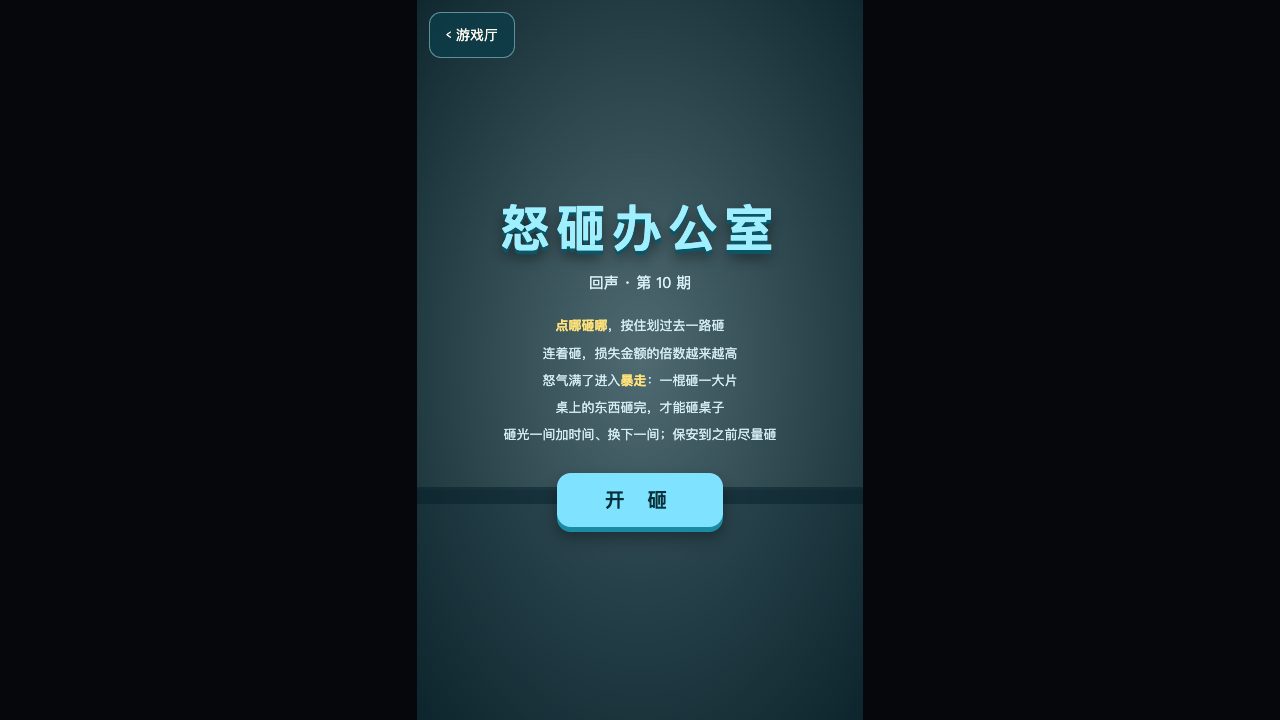 < 游戏厅
怒砸办公室
回声 · 第 10 期
点哪砸哪，按住划过去一路砸
连着砸，损失金额的倍数越来越高
怒气满了进入暴走：一棍砸一大片
桌上的东西砸完，才能砸桌子
砸光一间加时间、换下一间；保安到之前尽量砸
开 砸